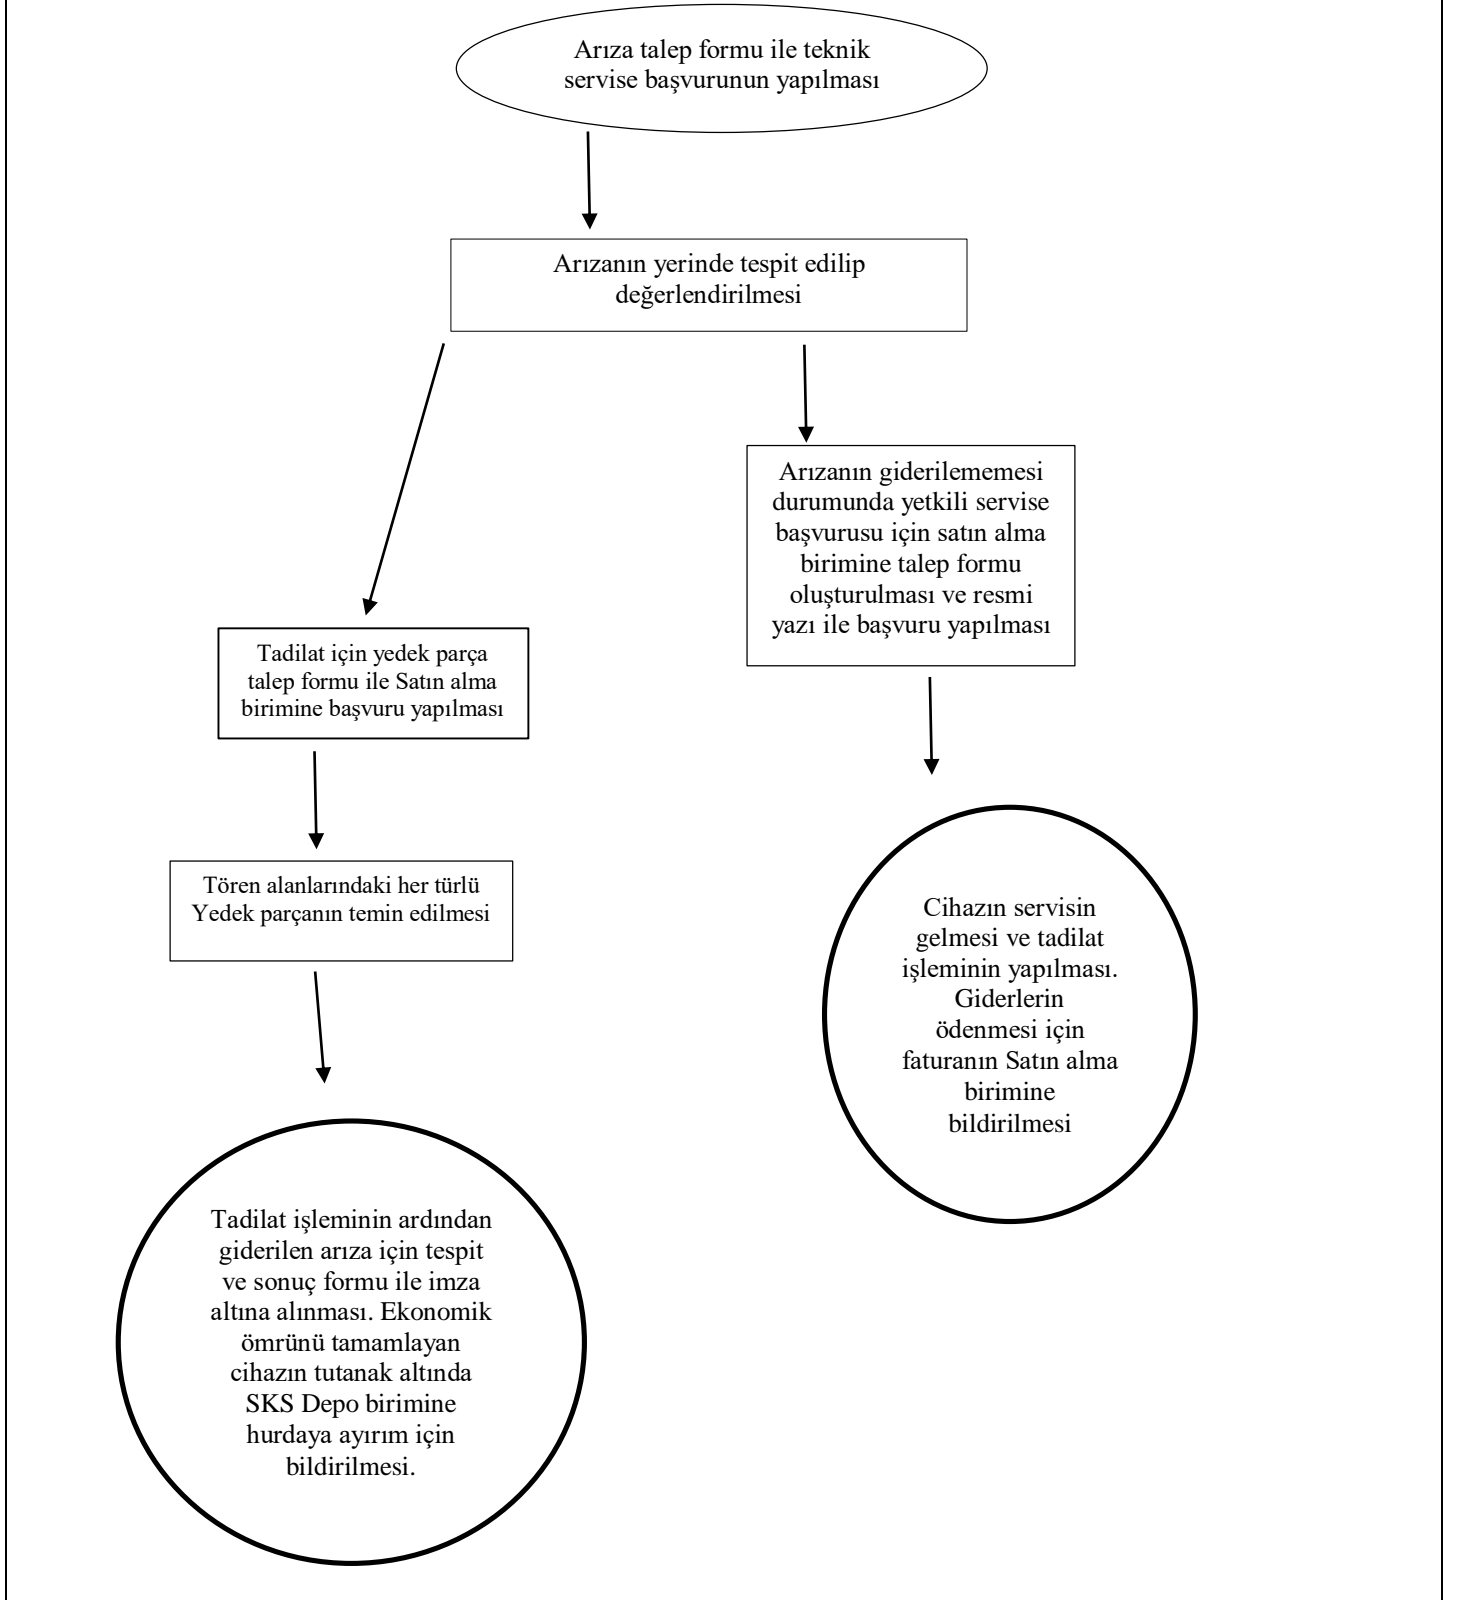 Arıza talep formu ile teknik
servise başvurunun yapılması
Arızanın yerinde tespit edilip
değerlendirilmesi
Arızanın giderilememesi
durumunda yetkili servise
başvurusu için satın alma
birimine talep formu
oluşturulması ve resmi
yazı ile başvuru yapılması
Tadilat için yedek parça
talep formu ile Satın alma
birimine başvuru yapılması
Tören alanlarındaki her türlü
Yedek parçanın temin edilmesi
Cihazın servisin
gelmesi ve tadilat
işleminin yapılması.
Giderlerin
ödenmesi için
faturanın Satın alma
birimine
bildirilmesi
Tadilat işleminin ardından
giderilen arıza için tespit
ve sonuç formu ile imza
altına alınması. Ekonomik
ömrünü tamamlayan
cihazın tutanak altında
SKS Depo birimine
hurdaya ayırım için
bildirilmesi.